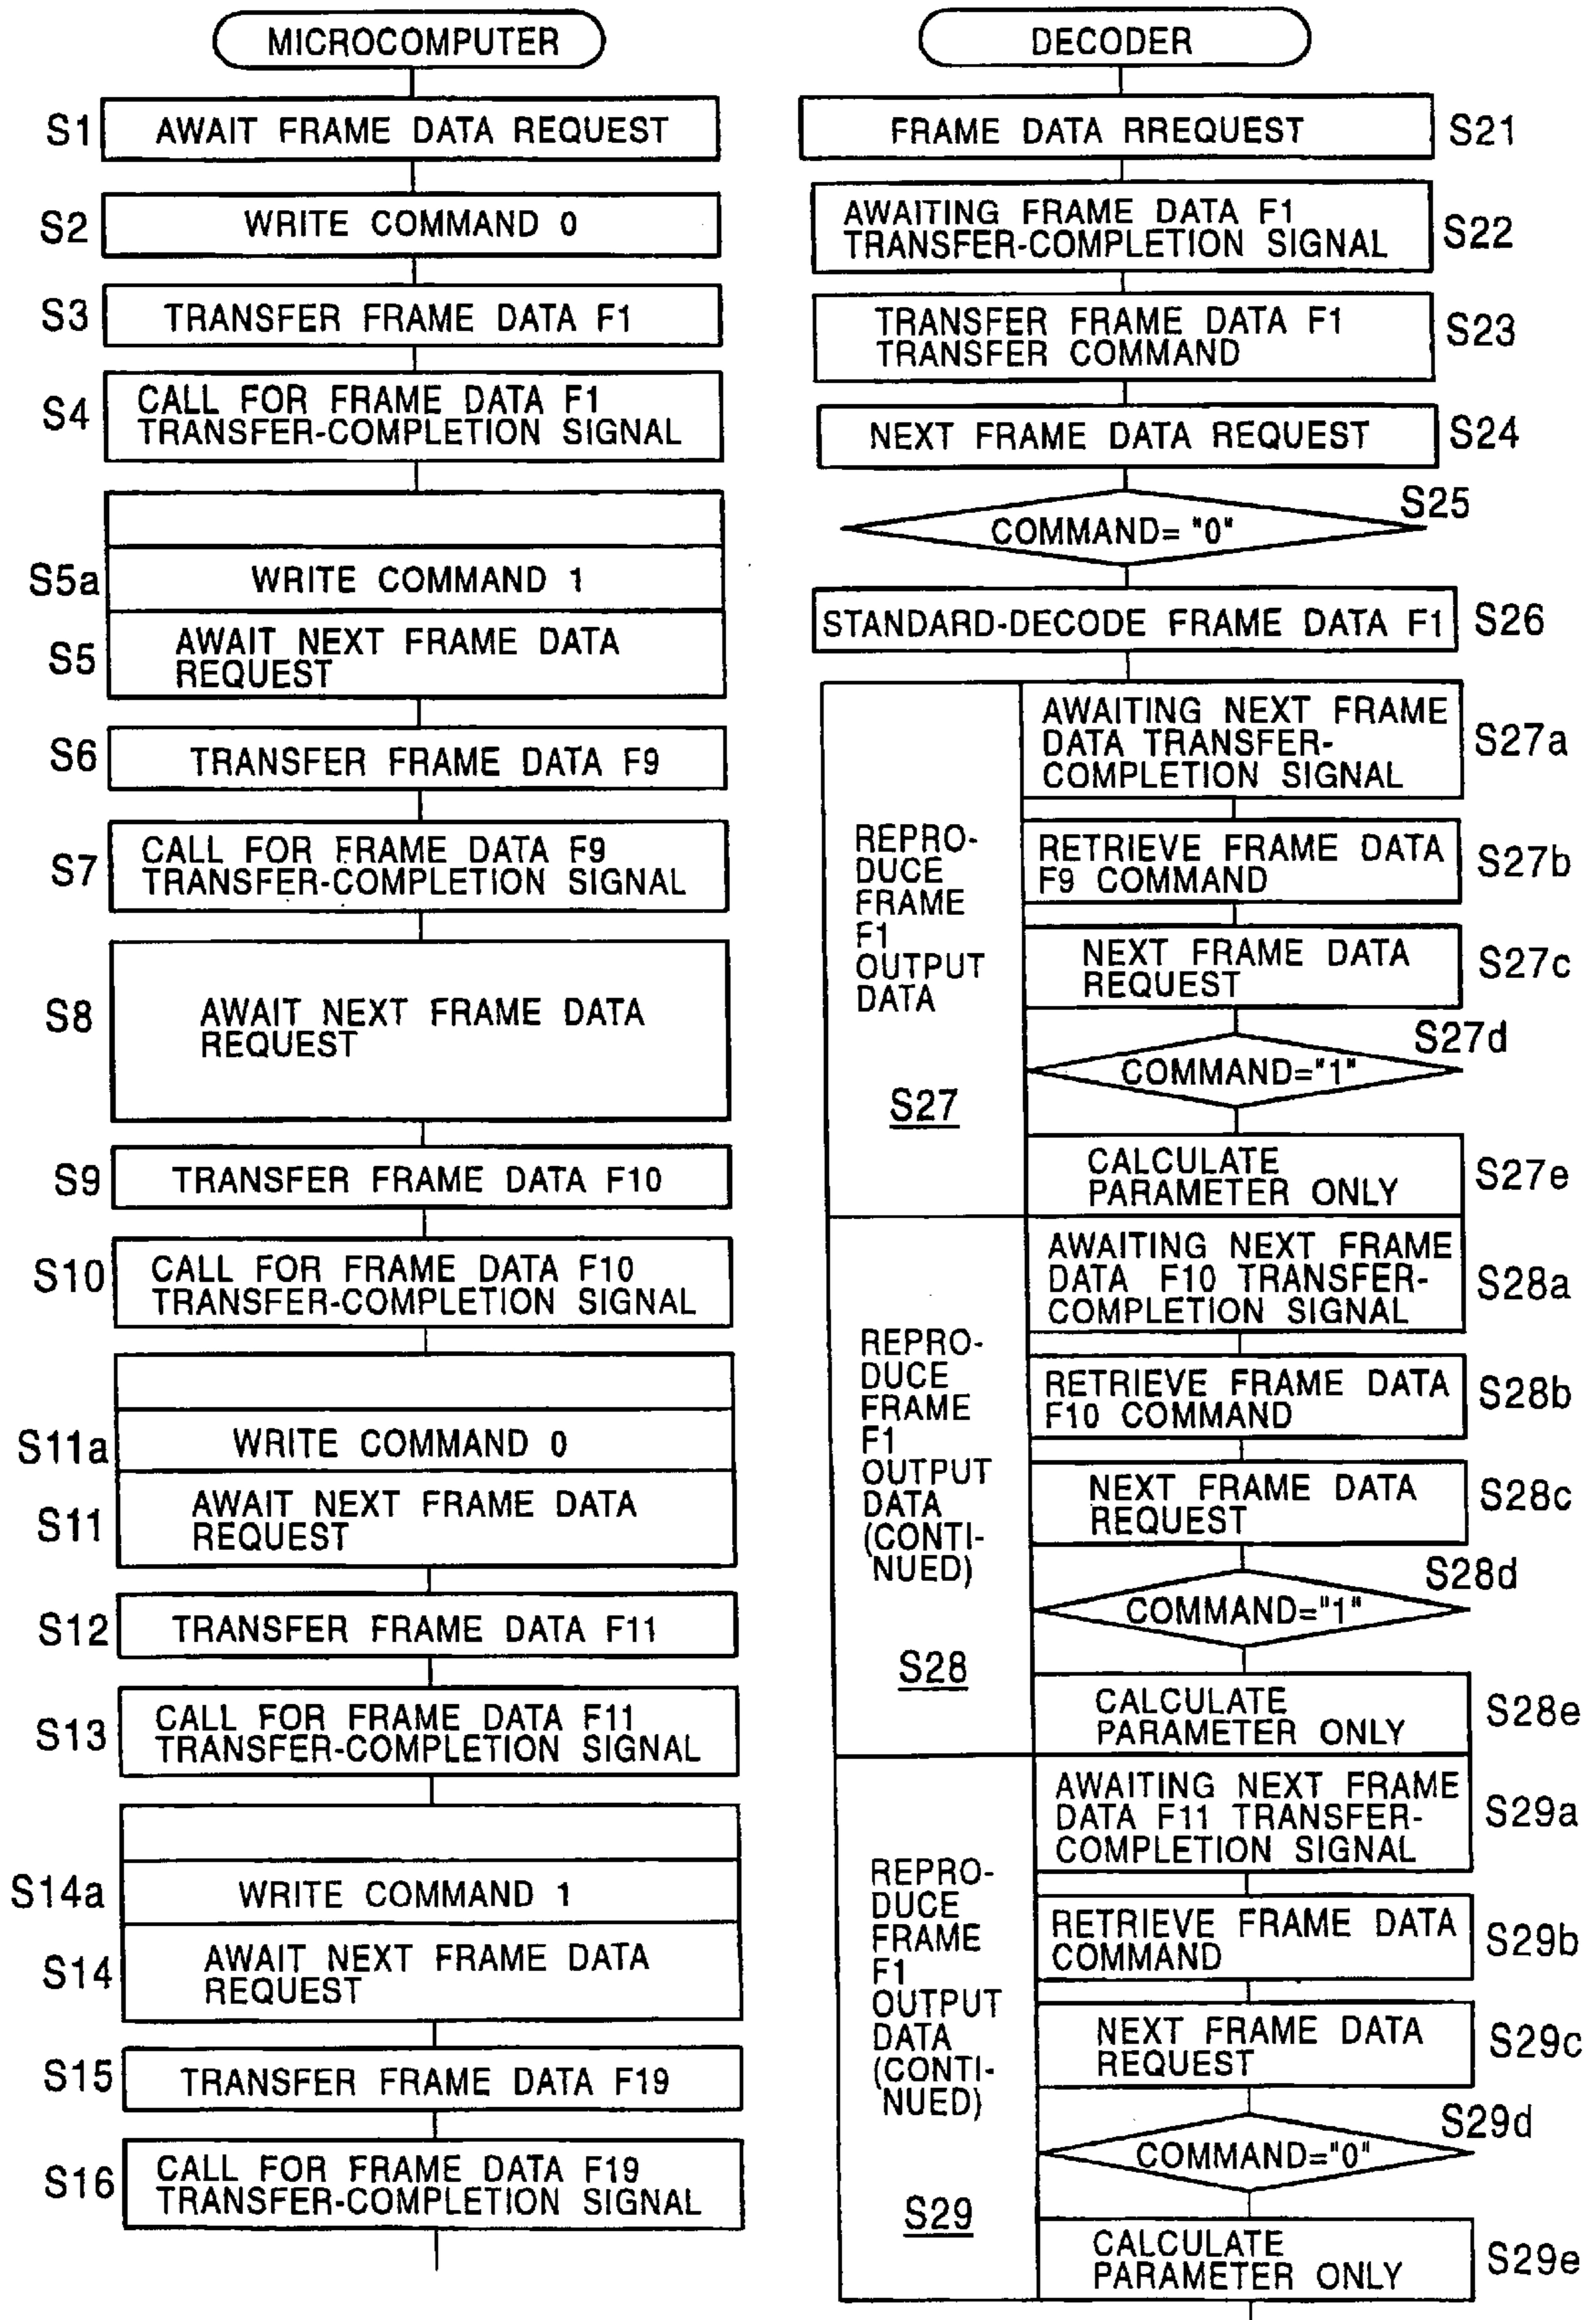 MICROCOMPUTER
S1 AWAIT FRAME DATA REQUEST
S2 WRITE COMMAND 0
S3 TRANSFER FRAME DATA F1
S4 CALL FOR FRAME DATA F1
TRANSFER-COMPLETION SIGNAL
S5a WRITE COMMAND 1
S5 AWAIT NEXT FRAME DATA
REQUEST
S6 TRANSFER FRAME DATA F9
S7 CALL FOR FRAME DATA F9
TRANSFER-COMPLETION SIGNAL
S8 AWAIT NEXT FRAME DATA
REQUEST
S9 TRANSFER FRAME DATA F10
S10 CALL FOR FRAME DATA F10
TRANSFER-COMPLETION SIGNAL
S11a WRITE COMMAND 0
S11 AWAIT NEXT FRAME DATA
REQUEST
S12 TRANSFER FRAME DATA F11
S13 CALL FOR FRAME DATA F11
TRANSFER-COMPLETION SIGNAL
S14a WRITE COMMAND 1
S14 AWAIT NEXT FRAME DATA
REQUEST
S15 TRANSFER FRAME DATA F19
S16 CALL FOR FRAME DATA F19
TRANSFER-COMPLETION SIGNAL
DECODER
FRAME DATA RREQUEST S21
AWAITING FRAME DATA F1
TRANSFER-COMPLETION SIGNAL S22
TRANSFER FRAME DATA F1
TRANSFER COMMAND S23
NEXT FRAME DATA REQUEST S24
COMMAND= "0" S25
STANDARD-DECODE FRAME DATA F1 S26
REPRO-
DUCE
FRAME
F1
OUTPUT
DATA
S27
AWAITING NEXT FRAME
DATA TRANSFER-
COMPLETION SIGNAL S27a
RETRIEVE FRAME DATA
F9 COMMAND S27b
NEXT FRAME DATA
REQUEST S27c
COMMAND="1" S27d
CALCULATE
PARAMETER ONLY S27e
REPRO-
DUCE
FRAME
F1
OUTPUT
DATA
(CONTI-
NUED)
S28
AWAITING NEXT FRAME
DATA F10 TRANSFER-
COMPLETION SIGNAL S28a
RETRIEVE FRAME DATA
F10 COMMAND S28b
NEXT FRAME DATA
REQUEST S28c
COMMAND="1" S28d
CALCULATE
PARAMETER ONLY S28e
REPRO-
DUCE
FRAME
F1
OUTPUT
DATA
(CONTI-
NUED)
S29
AWAITING NEXT FRAME
DATA F11 TRANSFER-
COMPLETION SIGNAL S29a
RETRIEVE FRAME DATA
COMMAND S29b
NEXT FRAME DATA
REQUEST S29c
COMMAND="0" S29d
CALCULATE
PARAMETER ONLY S29e